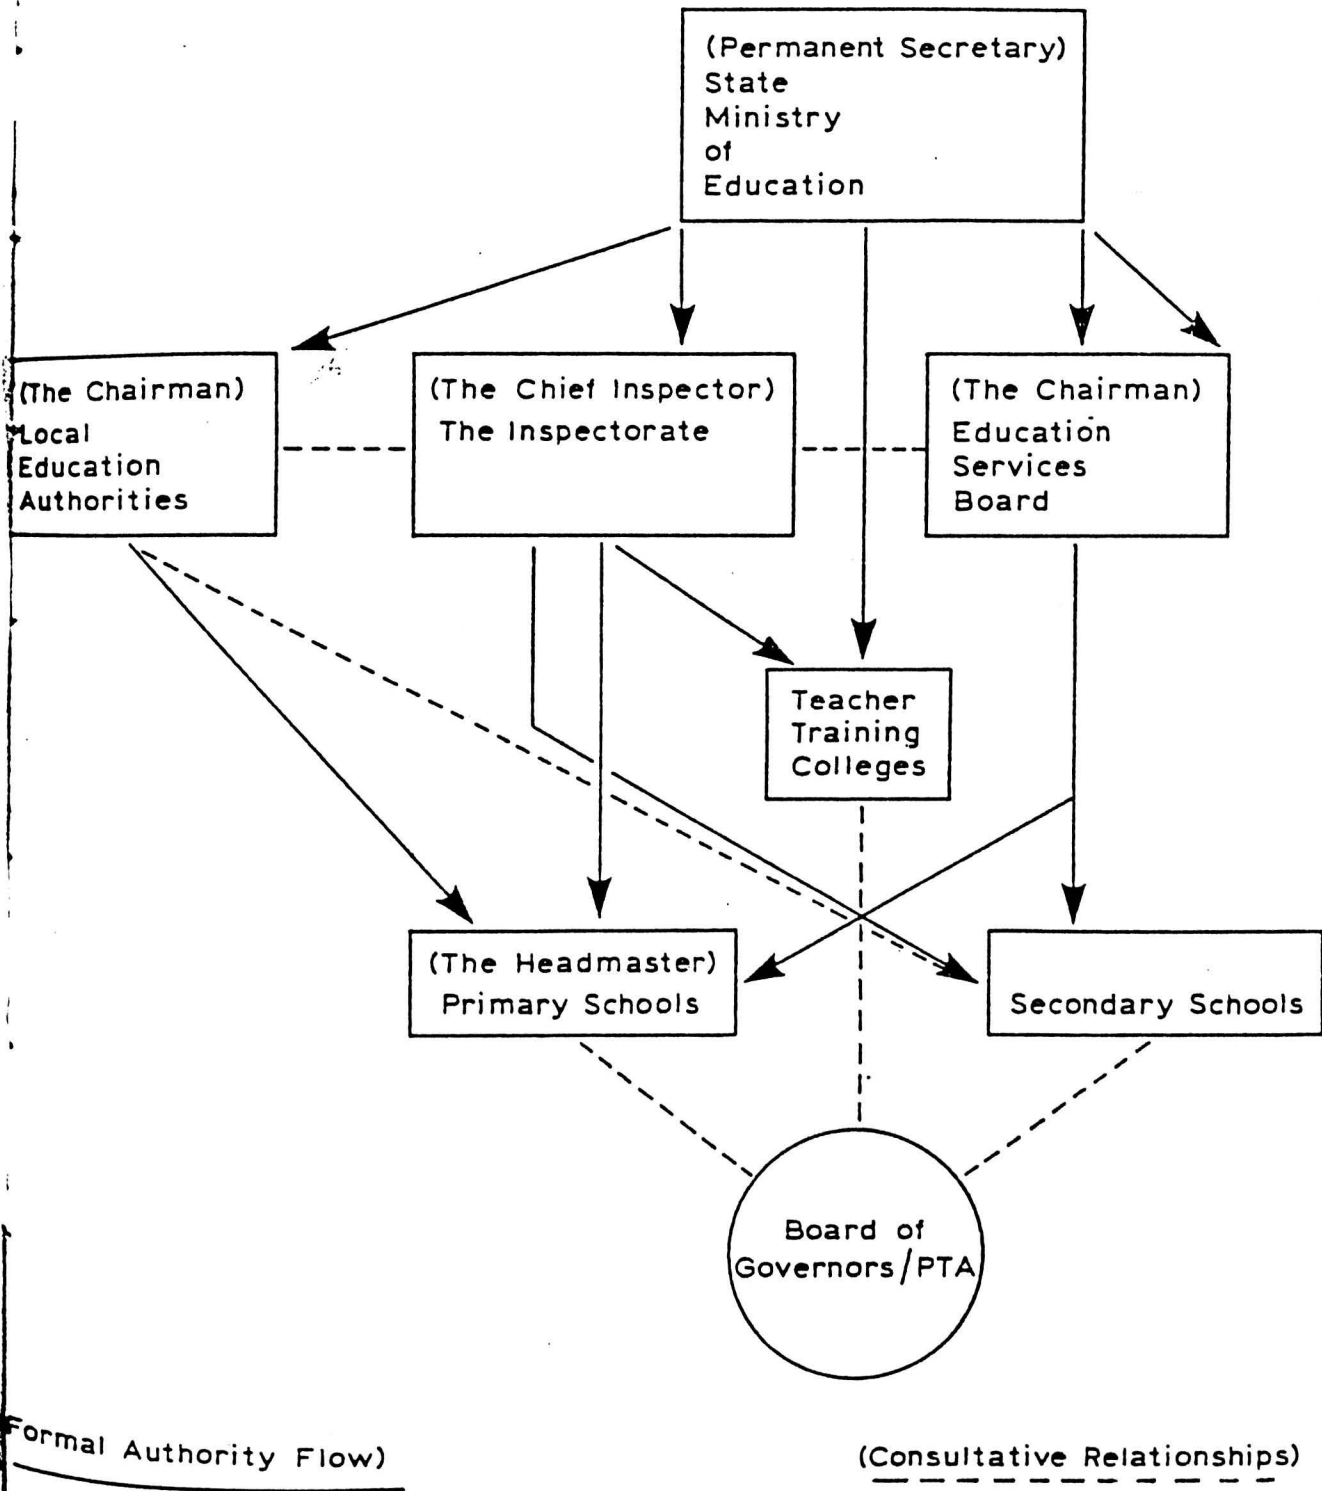 (Permanent Secretary)
State
Ministry
of
Education
(The Chairman)
Local
Education
Authorities
(The Chief Inspector)
The Inspectorate
(The Chairman)
Education
Services
Board
Teacher
Training
Colleges
(The Headmaster)
Primary Schools
Secondary Schools
Board of
Governors/PTA
Formal Authority Flow)
(Consultative Relationships)